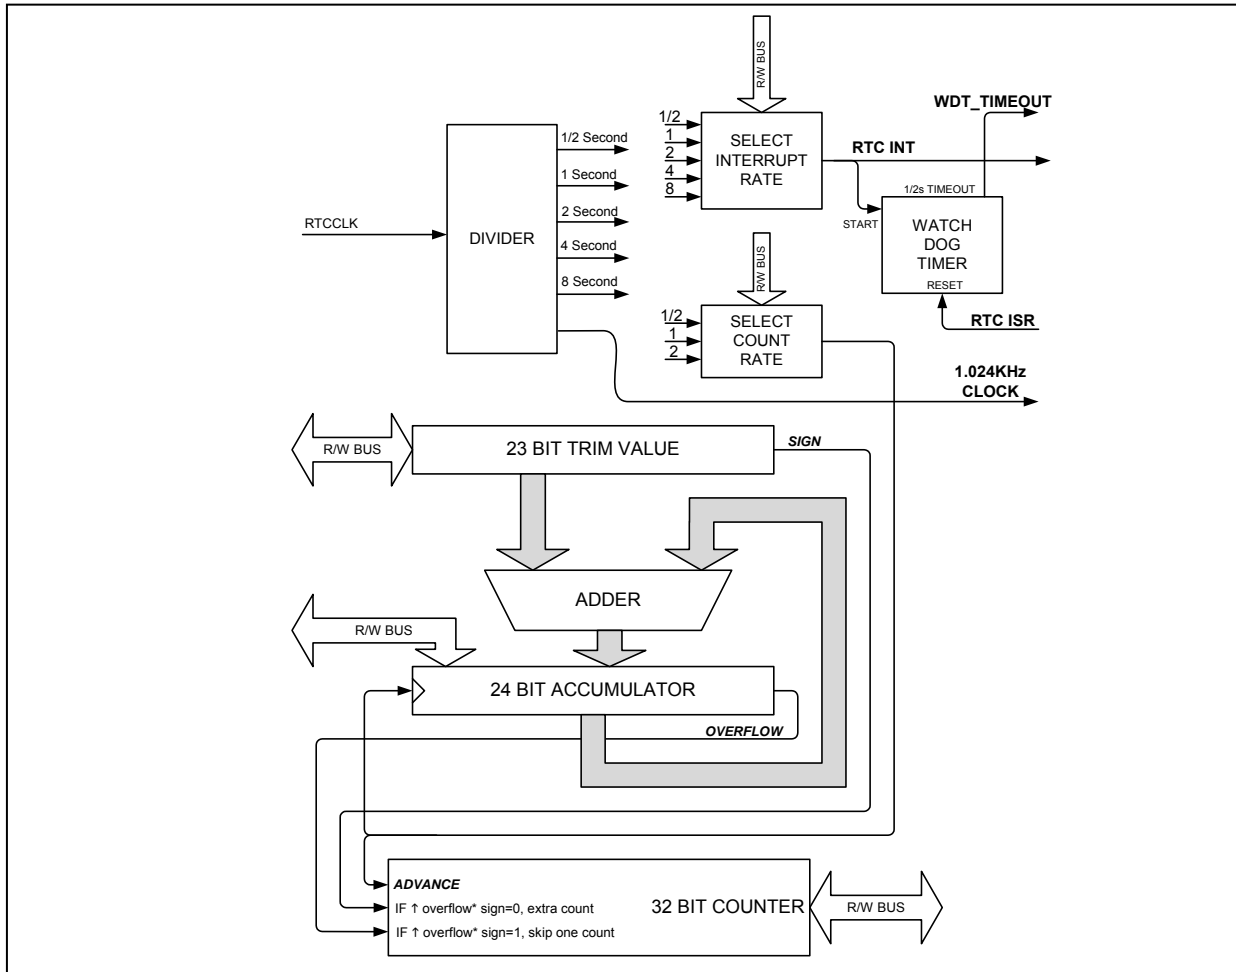 R/W BUS
WDT_TIMEOUT
1/2
1
2
4
8
SELECT
INTERRUPT
RATE
RTC INT
1/2s TIMEOUT
START
WATCH
DOG
TIMER
RESET
RTC ISR
RTCCLK
DIVIDER
1/2 Second
1 Second
2 Second
4 Second
8 Second
R/W BUS
1/2
1
2
SELECT
COUNT
RATE
1.024KHz
CLOCK
R/W BUS
23 BIT TRIM VALUE
SIGN
ADDER
R/W BUS
24 BIT ACCUMULATOR
OVERFLOW
ADVANCE
IF ↑ overflow* sign=0, extra count
IF ↑ overflow* sign=1, skip one count
32 BIT COUNTER
R/W BUS